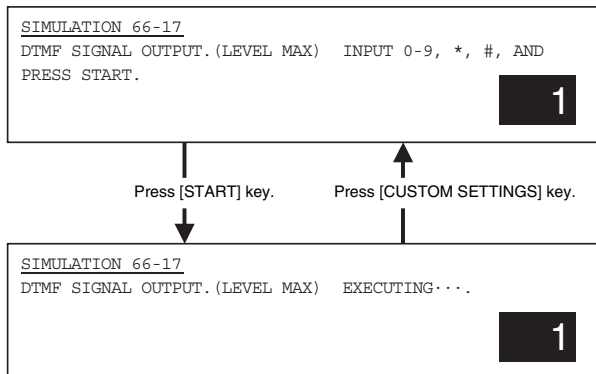 SIMULATION 66-17
DTMF SIGNAL OUTPUT.(LEVEL MAX)  INPUT 0-9, *, #, AND
PRESS START.
1
Press [START] key.
Press [CUSTOM SETTINGS] key.
SIMULATION 66-17
DTMF SIGNAL OUTPUT.(LEVEL MAX)  EXECUTING···.
1